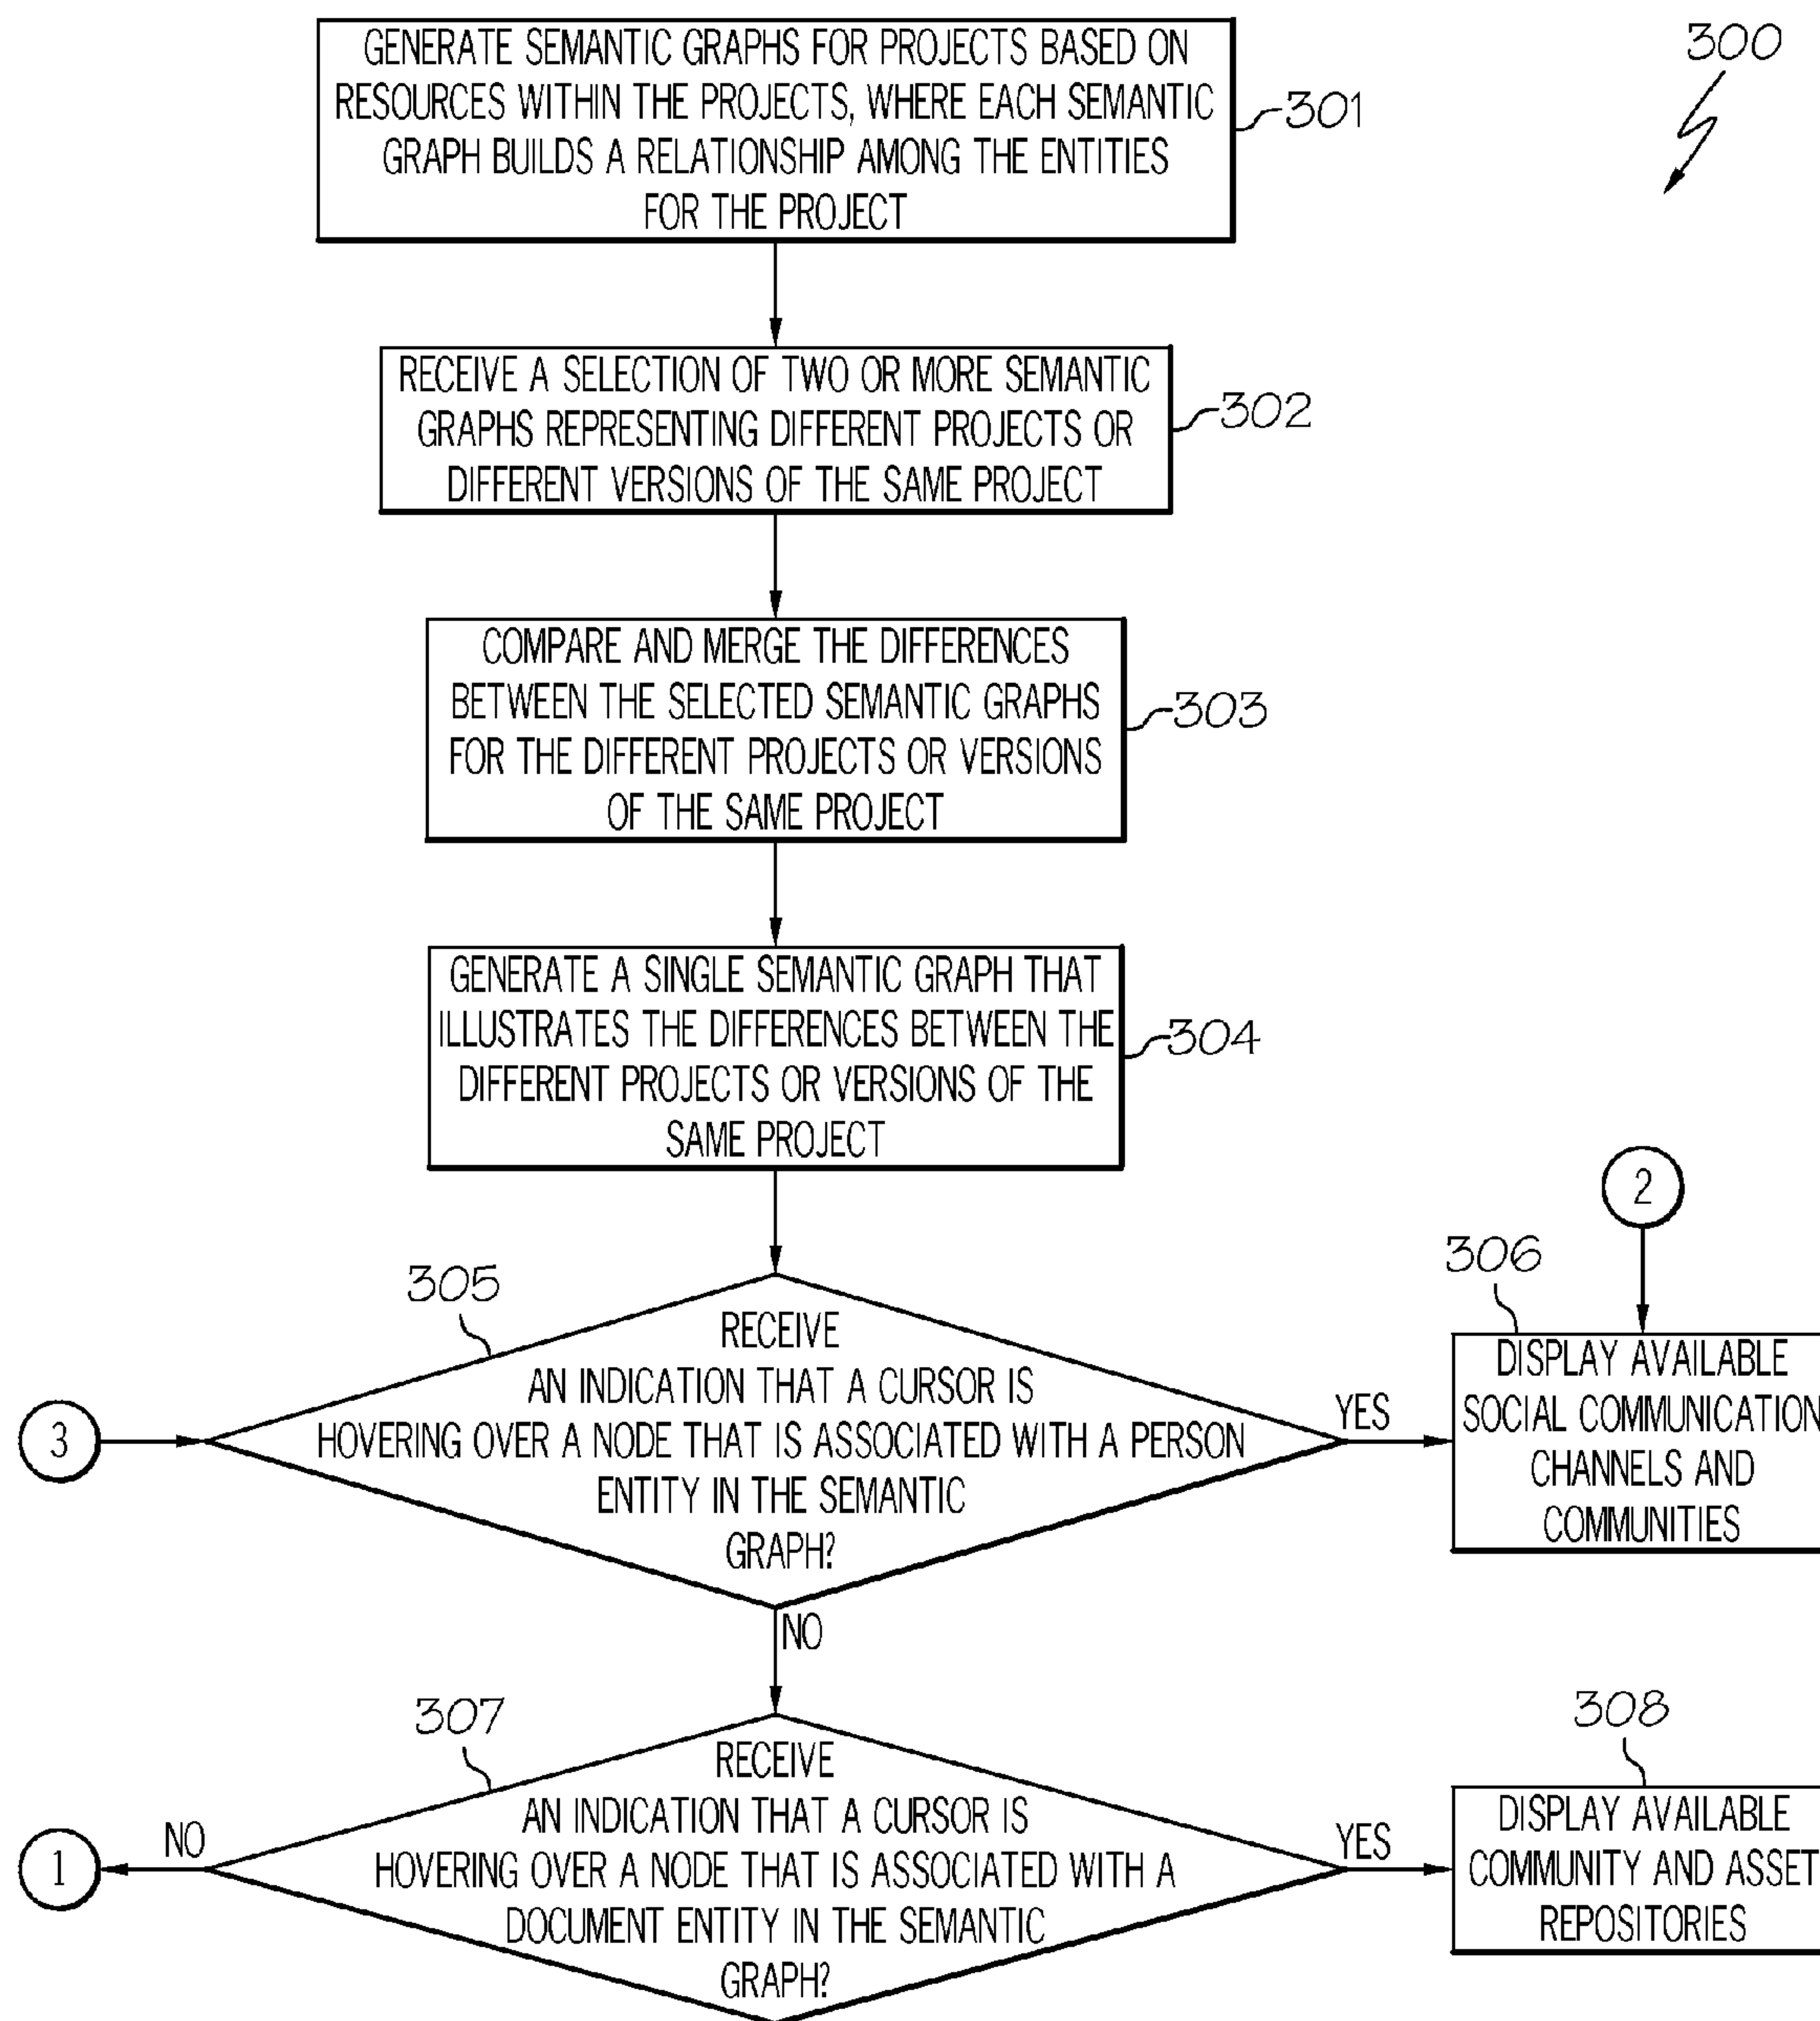 300
GENERATE SEMANTIC GRAPHS FOR PROJECTS BASED ON
RESOURCES WITHIN THE PROJECTS, WHERE EACH SEMANTIC
GRAPH BUILDS A RELATIONSHIP AMONG THE ENTITIES
FOR THE PROJECT
301
RECEIVE A SELECTION OF TWO OR MORE SEMANTIC
GRAPHS REPRESENTING DIFFERENT PROJECTS OR
DIFFERENT VERSIONS OF THE SAME PROJECT
302
COMPARE AND MERGE THE DIFFERENCES
BETWEEN THE SELECTED SEMANTIC GRAPHS
FOR THE DIFFERENT PROJECTS OR VERSIONS
OF THE SAME PROJECT
303
GENERATE A SINGLE SEMANTIC GRAPH THAT
ILLUSTRATES THE DIFFERENCES BETWEEN THE
DIFFERENT PROJECTS OR VERSIONS OF THE
SAME PROJECT
304
2
305
RECEIVE
AN INDICATION THAT A CURSOR IS
HOVERING OVER A NODE THAT IS ASSOCIATED WITH A PERSON
ENTITY IN THE SEMANTIC
GRAPH?
3
YES
306
DISPLAY AVAILABLE
SOCIAL COMMUNICATION
CHANNELS AND
COMMUNITIES
NO
307
RECEIVE
AN INDICATION THAT A CURSOR IS
HOVERING OVER A NODE THAT IS ASSOCIATED WITH A
DOCUMENT ENTITY IN THE SEMANTIC
GRAPH?
NO
1
YES
308
DISPLAY AVAILABLE
COMMUNITY AND ASSET
REPOSITORIES